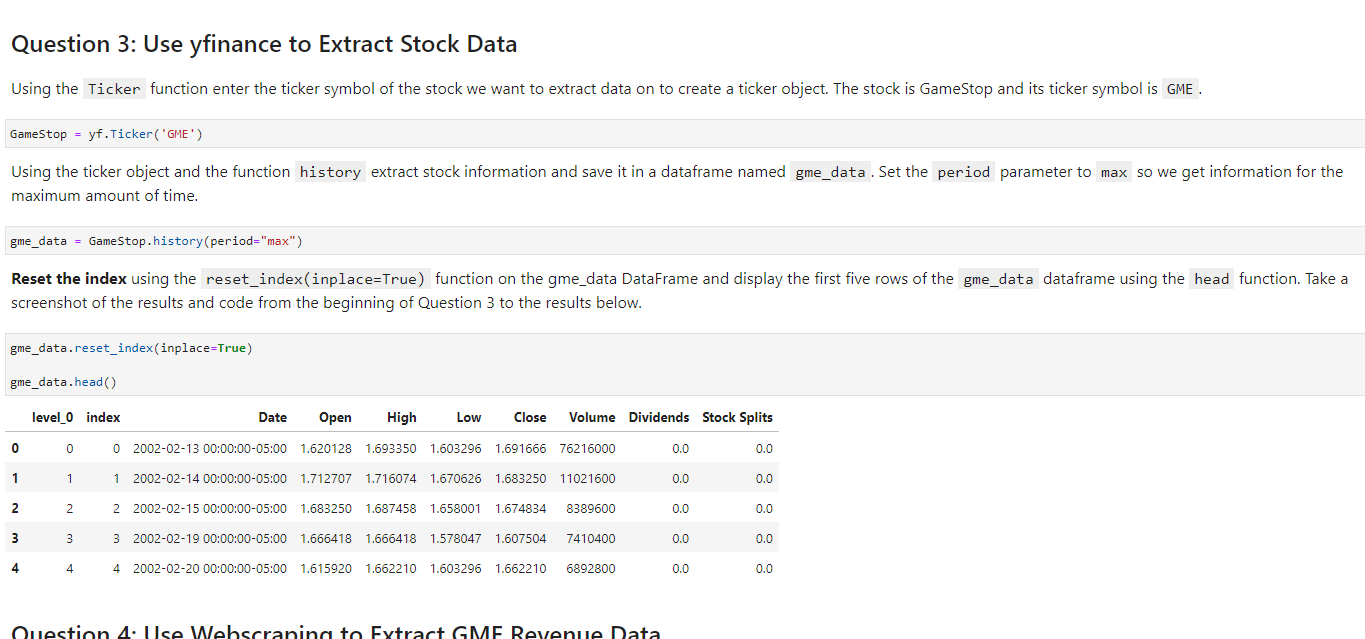 Question 3: Use yfinance to Extract Stock Data
Using the Ticker function enter the ticker symbol of the stock we want to extract data on to create a ticker object. The stock is GameStop and its ticker symbol is GME.
GameStop = yf.Ticker('GME')
Using the ticker object and the function history extract stock information and save it in a dataframe named gme_data. Set the period parameter to max so we get information for the
maximum amount of time.
gme_data = GameStop.history(period="max")
Reset the index using the reset_index(inplace=True) function on the gme_data DataFrame and display the first five rows of the gme_data dataframe using the head function. Take a
screenshot of the results and code from the beginning of Question 3 to the results below.
gme_data.reset_index(inplace=True)
gme_data.head()
level_0 index Date Open High Low Close Volume Dividends Stock Splits
0 0 0 2002-02-13 00:00:00-05:00 1.620128 1.693350 1.603296 1.691666 76216000 0.0 0.0
1 1 1 2002-02-14 00:00:00-05:00 1.712707 1.716074 1.670626 1.683250 11021600 0.0 0.0
2 2 2 2002-02-15 00:00:00-05:00 1.683250 1.687458 1.658001 1.674834 8389600 0.0 0.0
3 3 3 2002-02-19 00:00:00-05:00 1.666418 1.666418 1.578047 1.607504 7410400 0.0 0.0
4 4 4 2002-02-20 00:00:00-05:00 1.615920 1.662210 1.603296 1.662210 6892800 0.0 0.0
Question 4: Use Webscraping to Extract GME Revenue Data